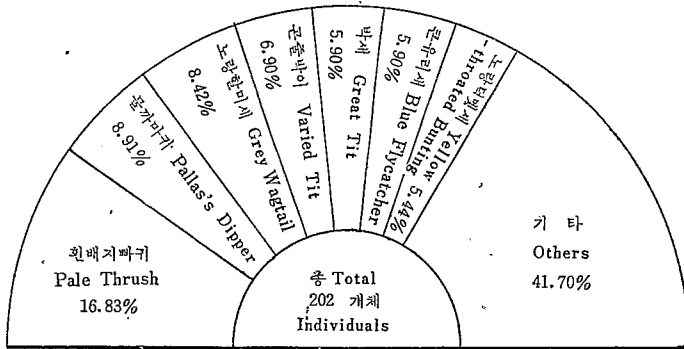 흰배지빠귀
Pale Thrush
16.83%
물까마귀 Pallas's Dipper
8.91%
노랑할미새 Grey Wagtail
8.42%
곤줄박이 Varied Tit
6.90%
박새 Great Tit
5.90%
큰유리새 Blue Flycatcher
5.90%
노랑턱멧새 Yellow
-throated Bunting 5.44%
기 타
Others
41.70%
총 Total
202 개체
Individuals